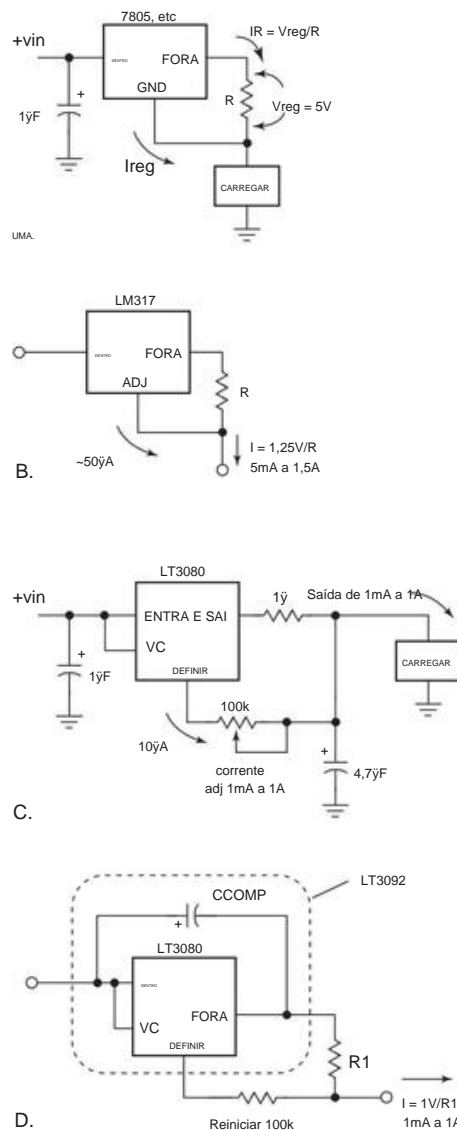 7805, etc
+vin
DENTRO
FORA
GND
1ÿF
+
IR = Vreg/R
R
Vreg = 5V
Ireg
CARREGAR
UMA.
LM317
DENTRO
FORA
ADJ
R
~50ÿA
I = 1,25V/R
5mA a 1,5A
B.
LT3080
+vin
ENTRA E SAI
VC
DEFINIR
+
1ÿF
1ÿ
Saída de 1mA a 1A
CARREGAR
100k
10ÿA
corrente
adj 1mA a 1A
+
4,7ÿF
C.
LT3092
CCOMP
+
LT3080
DENTRO
VC
FORA
DEFINIR
R1
Reiniciar 100k
I = 1V/R1
1mA a 1A
D.